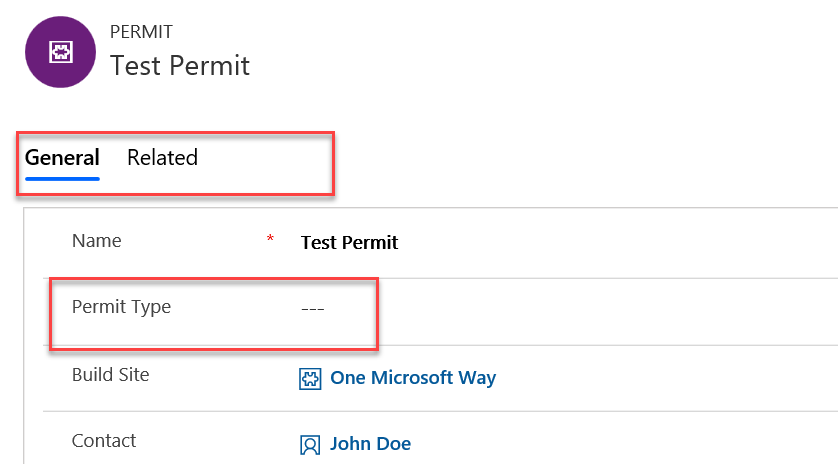 PERMIT
Test Permit
General Related
Name * Test Permit
Permit Type ---
Build Site One Microsoft Way
Contact John Doe